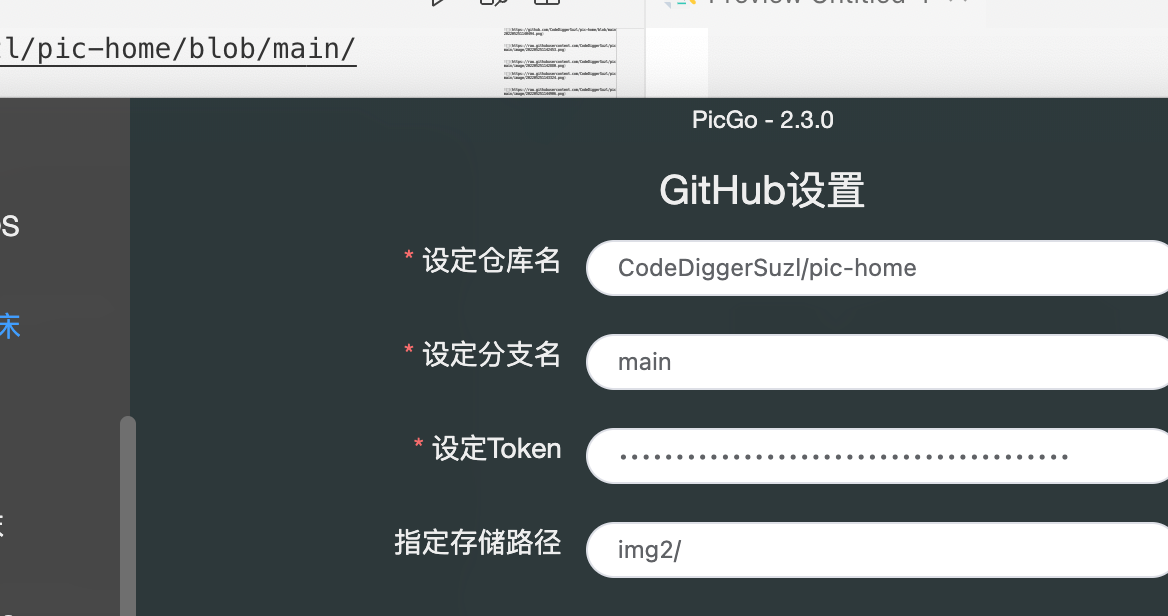 l/pic-home/blob/main/
PicGo - 2.3.0
GitHub设置
* 设定仓库名
CodeDiggerSuzl/pic-home
* 设定分支名
main
* 设定Token
指定存储路径
img2/